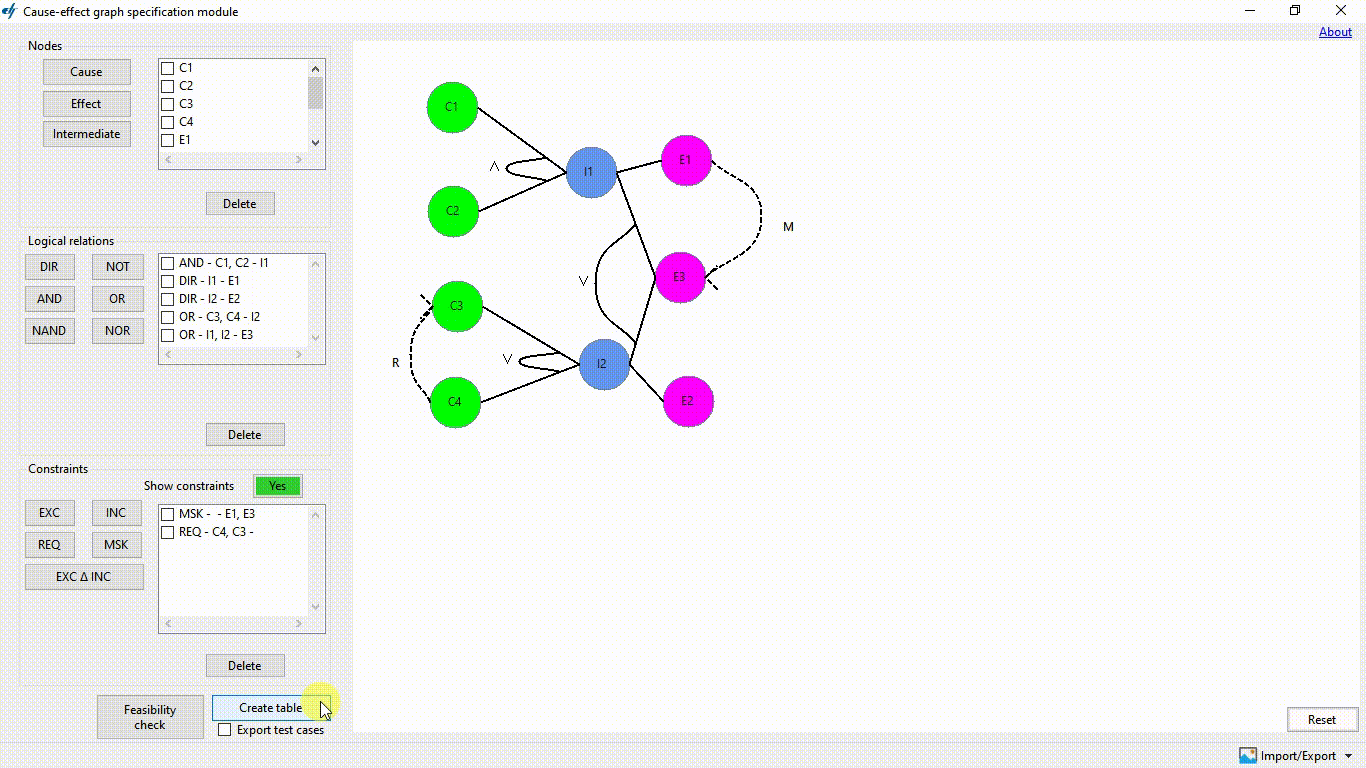 Cause-effect graph specification module
About
Nodes
Cause
Effect
Intermediate
C1
C2
C3
C4
E1
Delete
Logical relations
DIR
NOT
AND
OR
NAND
NOR
AND - C1, C2 - I1
DIR - I1 - E1
DIR - I2 - E2
OR - C3, C4 - I2
OR - I1, I2 - E3
Delete
Constraints
Show constraints
Yes
EXC
INC
REQ
MSK
EXC Δ INC
MSK -  - E1, E3
REQ - C4, C3 -
Delete
Feasibility
check
Create table
Export test cases
C1
Λ
I1
E1
C2
M
V
E3
C3
R
V
I2
C4
E2
Reset
Import/Export